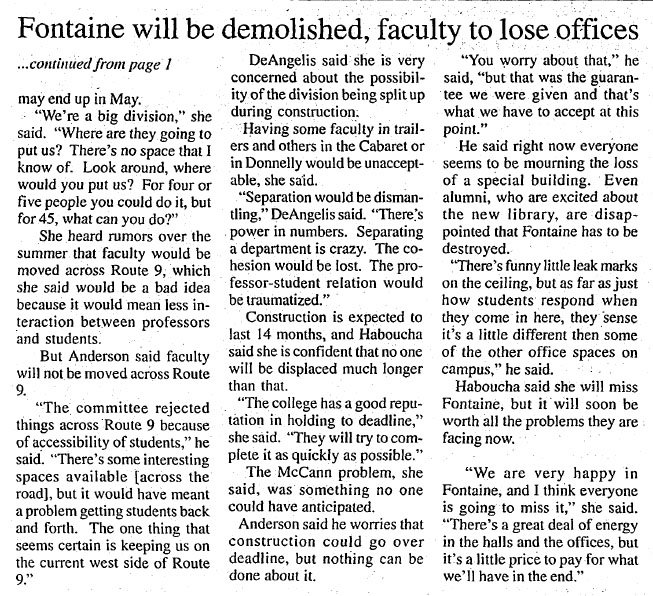 Fontaine will be demolished, faculty to lose offices
...continued from page 1
may end up in May.
"We're a big division," she
said. "Where are they going to
put us? There's no space that I
know of. Look around, where
would you put us? For four or
five people you could do it, but
for 45, what can you do?"
She heard rumors over the
summer that faculty would be
moved across Route 9, which
she said would be a bad idea
because it would mean less in-
teraction between professors
and students.
But Anderson said faculty
will not be moved across Route
9.
"The committee rejected
things across Route 9 because
of accessibility of students," he
said. "There's some interesting
spaces available [across the
road], but it would have meant
a problem getting students back
and forth. The one thing that
seems certain is keeping us on
the current west side of Route
9."
DeAngelis said she is very
concerned about the possibil-
ity of the division being split up
during construction.
Having some faculty in trail-
ers and others in the Cabaret or
in Donnelly would be unaccept-
able, she said.
"Separation would be disman-
tling," DeAngelis said. "There's
power in numbers. Separating
a department is crazy. The co-
hesion would be lost. The pro-
fessor-student relation would
be traumatized."
Construction is expected to
last 14 months, and Haboucha
said she is confident that no one
will be displaced much longer
than that.
"The college has a good repu-
tation in holding to deadline,"
she said. "They will try to com-
plete it as quickly as possible."
The McCann problem, she
said, was something no one
could have anticipated.
Anderson said he worries that
construction could go over
deadline, but nothing can be
done about it.
"You worry about that," he
said, "but that was the guaran-
tee we were given and that's
what we have to accept at this
point."
He said right now everyone
seems to be mourning the loss
of a special building. Even
alumni, who are excited about
the new library, are disap-
pointed that Fontaine has to be
destroyed.
"There's funny little leak marks
on the ceiling, but as far as just
how students respond when
they come in here, they sense
it's a little different then some
of the other office spaces on
campus," he said.
Haboucha said she will miss
Fontaine, but it will soon be
worth all the problems they are
facing now.
"We are very happy in
Fontaine, and I think everyone
is going to miss it," she said.
"There's a great deal of energy
in the halls and the offices, but
it's a little price to pay for what
we'll have in the end."